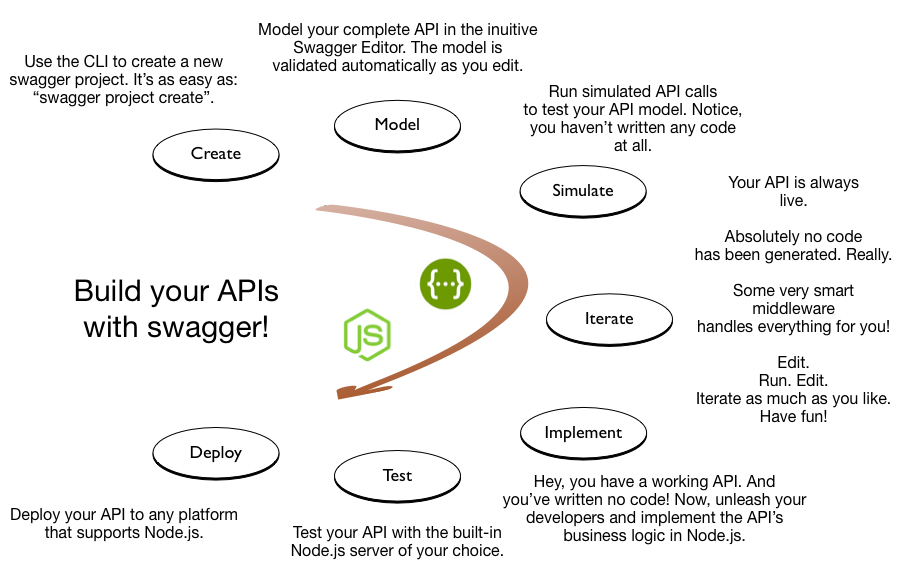 Model your complete API in the inuitive
Swagger Editor. The model is
validated automatically as you edit.
Use the CLI to create a new
swagger project. It’s as easy as:
“swagger project create”.
Run simulated API calls
to test your API model. Notice,
you haven’t written any code
at all.
Model
Create
Simulate
Your API is always
live.
Absolutely no code
has been generated. Really.
Some very smart
middleware
handles everything for you!
Edit.
Run. Edit.
Iterate as much as you like.
Have fun!
Build your APIs
with swagger!
{···}
JS
Iterate
Implement
Deploy
Test
Hey, you have a working API. And
you’ve written no code! Now, unleash your
developers and implement the API’s
business logic in Node.js.
Deploy your API to any platform
that supports Node.js.
Test your API with the built-in
Node.js server of your choice.